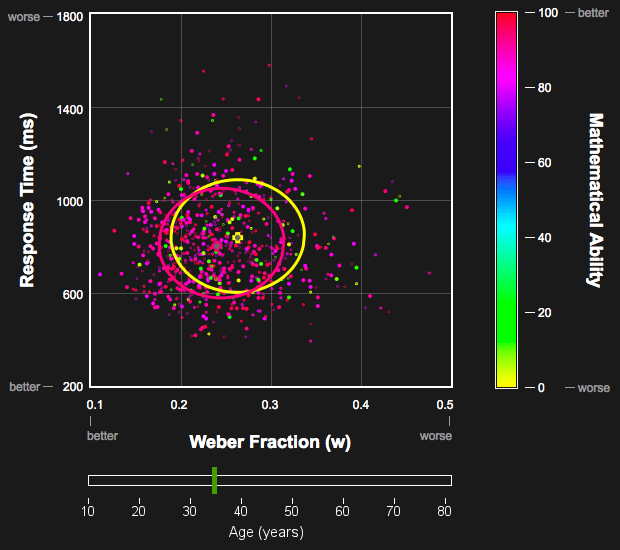 worse
1800
1400
1000
600
better
200
Response Time (ms)
0.1
0.2
0.3
0.4
0.5
better
worse
Weber Fraction (w)
100
better
80
60
40
20
0
worse
Mathematical Ability
10
20
30
40
50
60
70
80
Age (years)